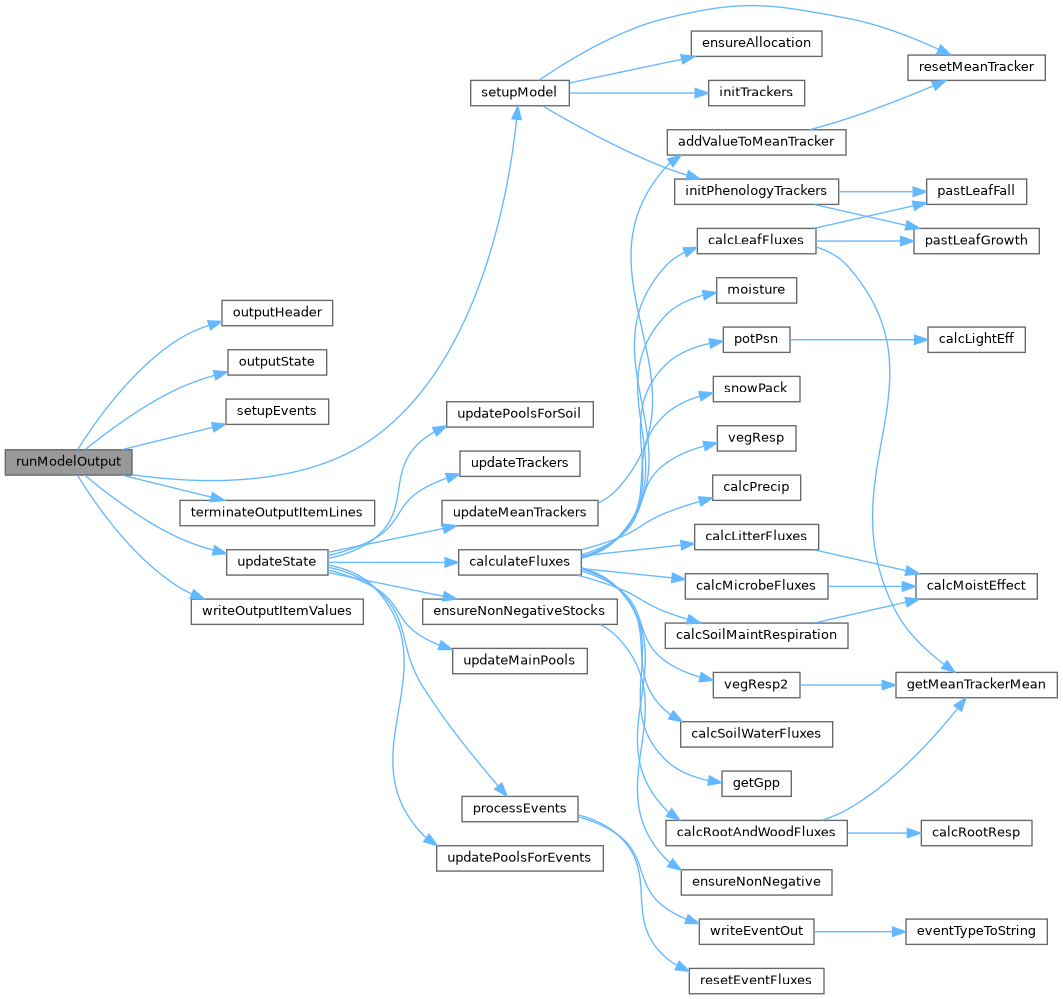 runModelOutput
outputHeader
outputState
setupEvents
terminateOutputItemLines
updateState
writeOutputItemValues
setupModel
updatePoolsForSoil
updateTrackers
updateMeanTrackers
calculateFluxes
ensureNonNegativeStocks
updateMainPools
processEvents
updatePoolsForEvents
ensureAllocation
initTrackers
addValueToMeanTracker
initPhenologyTrackers
calcLeafFluxes
moisture
potPsn
snowPack
vegResp
calcPrecip
calcLitterFluxes
calcMicrobeFluxes
calcSoilMaintRespiration
vegResp2
calcSoilWaterFluxes
getGpp
calcRootAndWoodFluxes
ensureNonNegative
writeEventOut
resetEventFluxes
resetMeanTracker
pastLeafFall
pastLeafGrowth
calcLightEff
calcMoistEffect
getMeanTrackerMean
calcRootResp
eventTypeToString